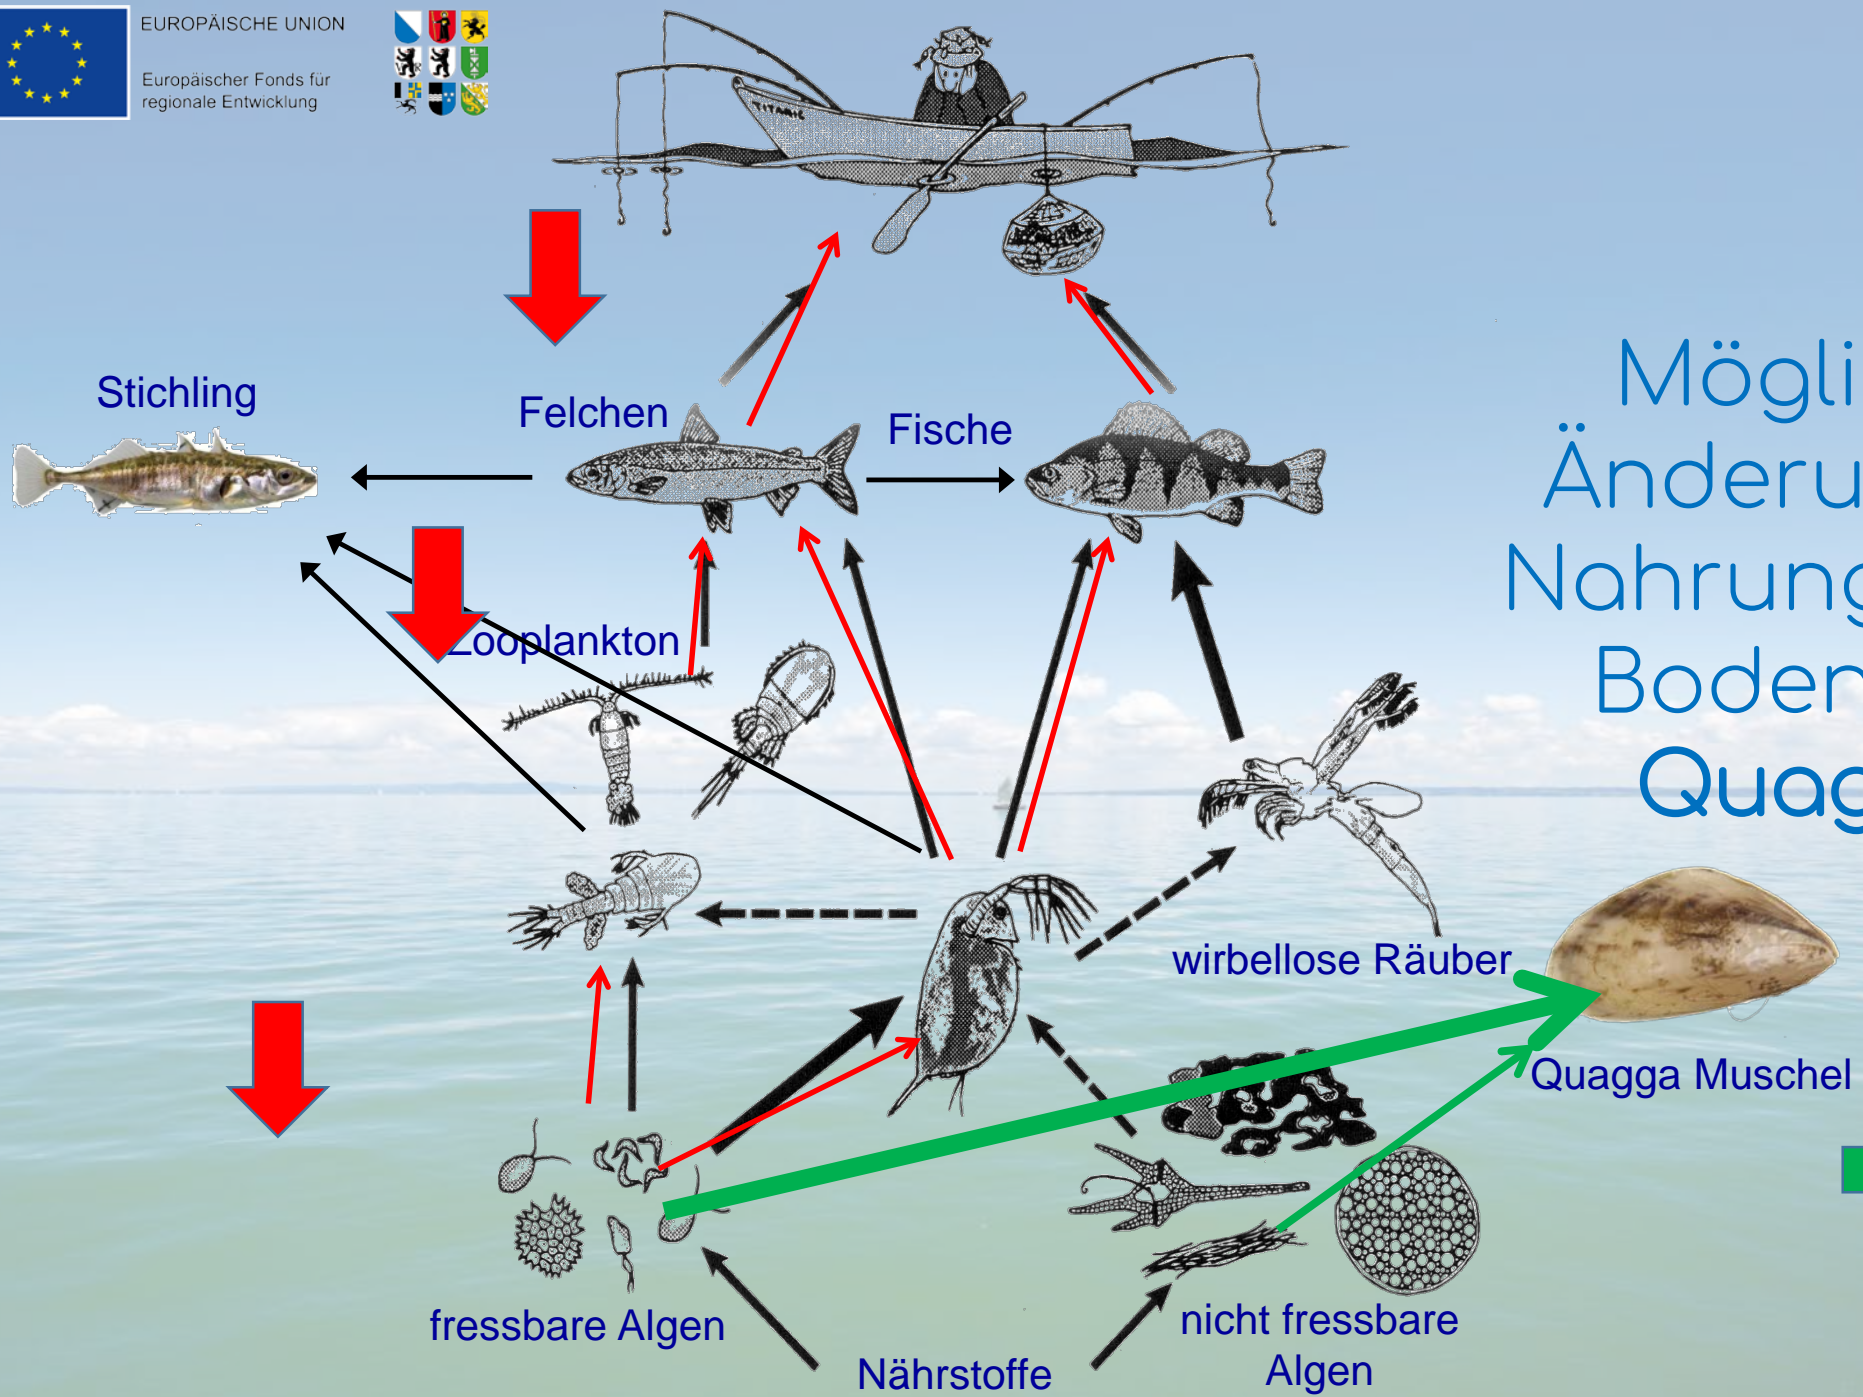 EUROPÄISCHE UNION
Europäischer Fonds für
regionale Entwicklung
TITANIC
Stichling
Felchen
Fische
Zooplankton
wirbellose Räuber
Quagga Muschel
fressbare Algen
nicht fressbare
Algen
Nährstoffe
Mögli
Änderu
Nahrung
Boden
Quag